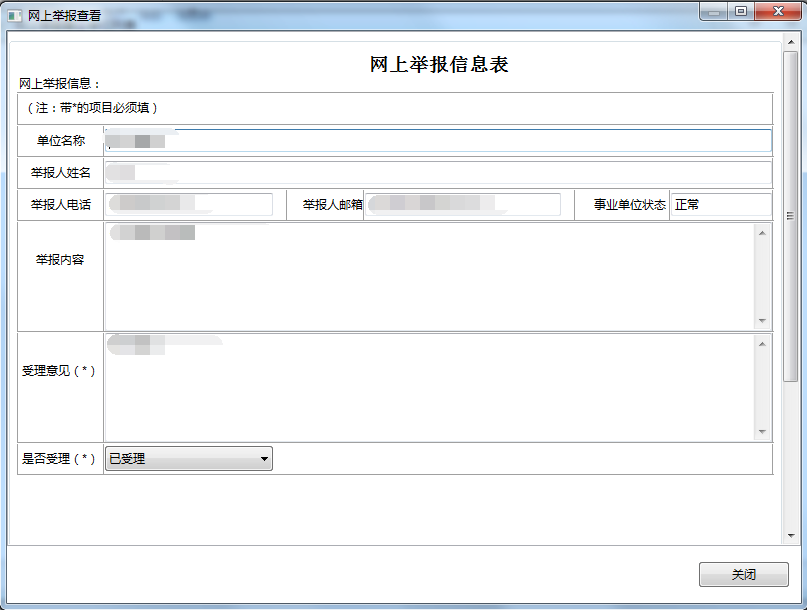 网上举报查看
网上举报信息表
网上举报信息：
（注：带*的项目必须填）
单位名称
举报人姓名
举报人电话 举报人邮箱 事业单位状态 正常
举报内容
受理意见（*）
是否受理（*） 已受理
关闭